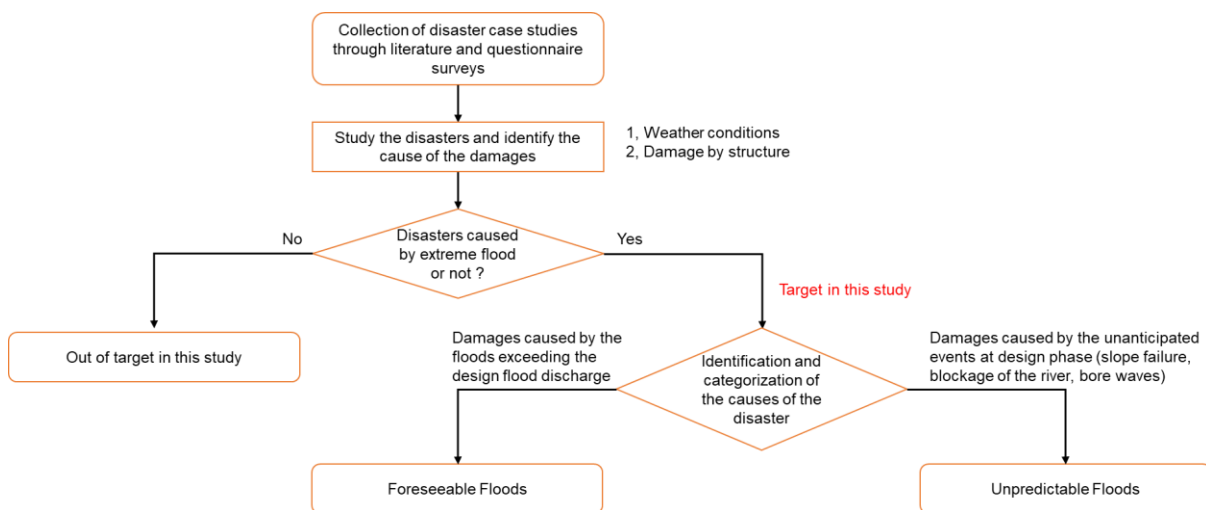 Collection of disaster case studies
through literature and questionnaire
surveys
Study the disasters and identify the
cause of the damages
1, Weather conditions
2, Damage by structure
No
Disasters caused
by extreme flood
or not ?
Yes
Target in this study
Out of target in this study
Damages caused by the
floods exceeding the
design flood discharge
Identification and
categorization of
the causes of the
disaster
Damages caused by the unanticipated
events at design phase (slope failure,
blockage of the river, bore waves)
Foreseeable Floods
Unpredictable Floods